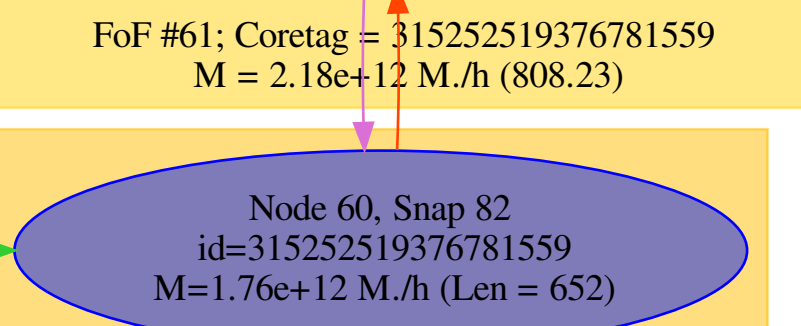 FoF #61; Coretag = 315252519376781559
M = 2.18e+12 M./h (808.23)
Node 60, Snap 82
id=315252519376781559
M=1.76e+12 M./h (Len = 652)